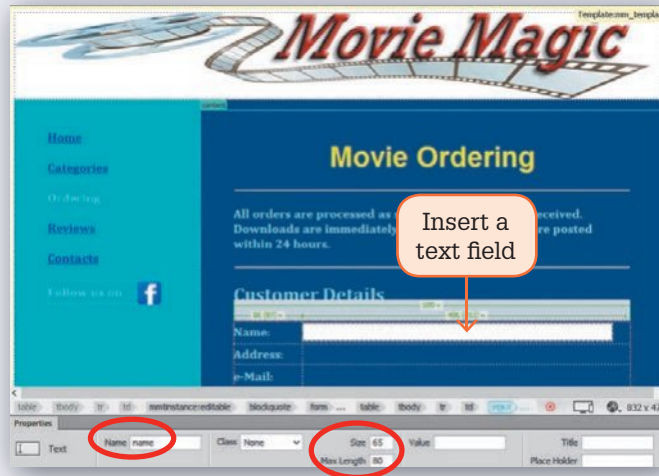 Template:mm_templa
Movie Magic
content
Home
Categories
Ordering
Reviews
Contacts
Follow us on
Movie Ordering
All orders are processed as received.
Downloads are immediately re posted
within 24 hours.
Insert a
text field
Customer Details
Name:
Address:
e-Mail:
table tbody tr td mmtinstance:editable blockquote form ... table tbody tr td
Properties
Text
Name name
Class None
Size 65
Value
Title
Max Length 80
Place Holder